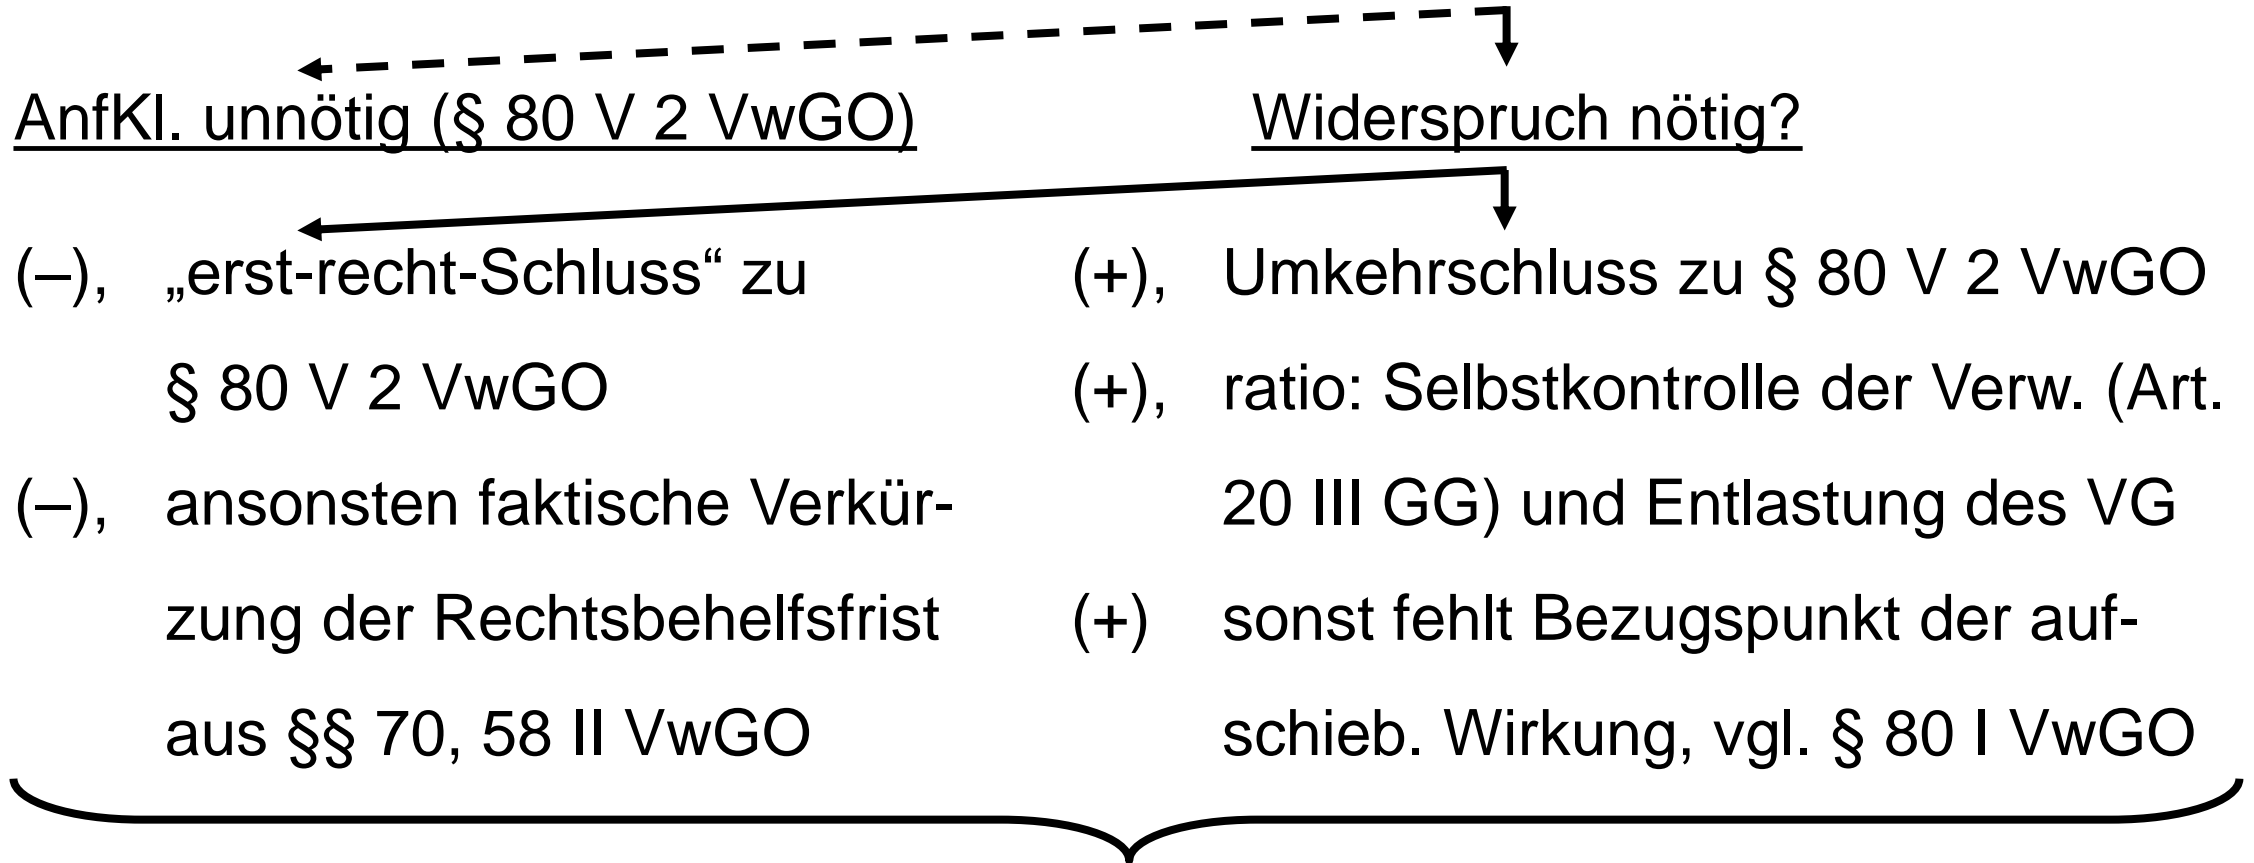 AnfKl. unnötig (§ 80 V 2 VwGO)
Widerspruch nötig?
(–), „erst-recht-Schluss“ zu
§ 80 V 2 VwGO
(–), ansonsten faktische Verkür-
zung der Rechtsbehelfsfrist
aus §§ 70, 58 II VwGO
(+), Umkehrschluss zu § 80 V 2 VwGO
(+), ratio: Selbstkontrolle der Verw. (Art.
20 III GG) und Entlastung des VG
(+) sonst fehlt Bezugspunkt der auf-
schieb. Wirkung, vgl. § 80 I VwGO